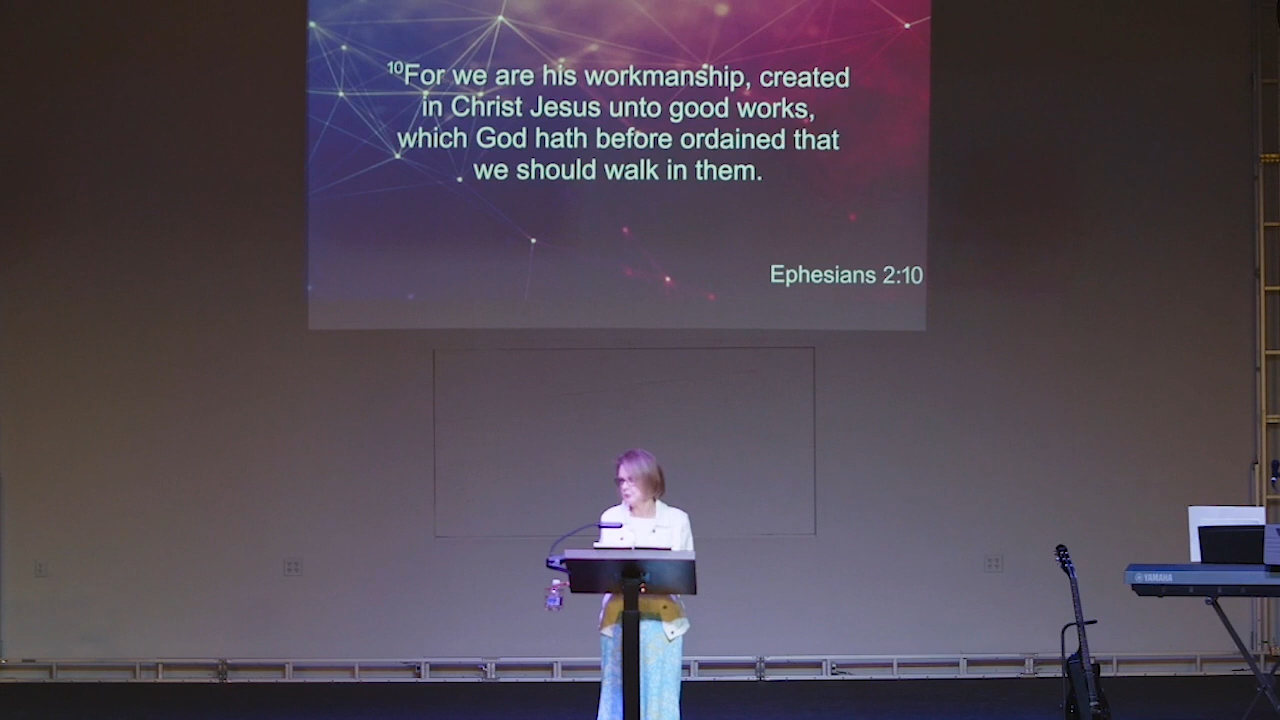 ¹⁰For we are his workmanship, created
in Christ Jesus unto good works,
which God hath before ordained that
we should walk in them.
Ephesians 2:10
YAMAHA